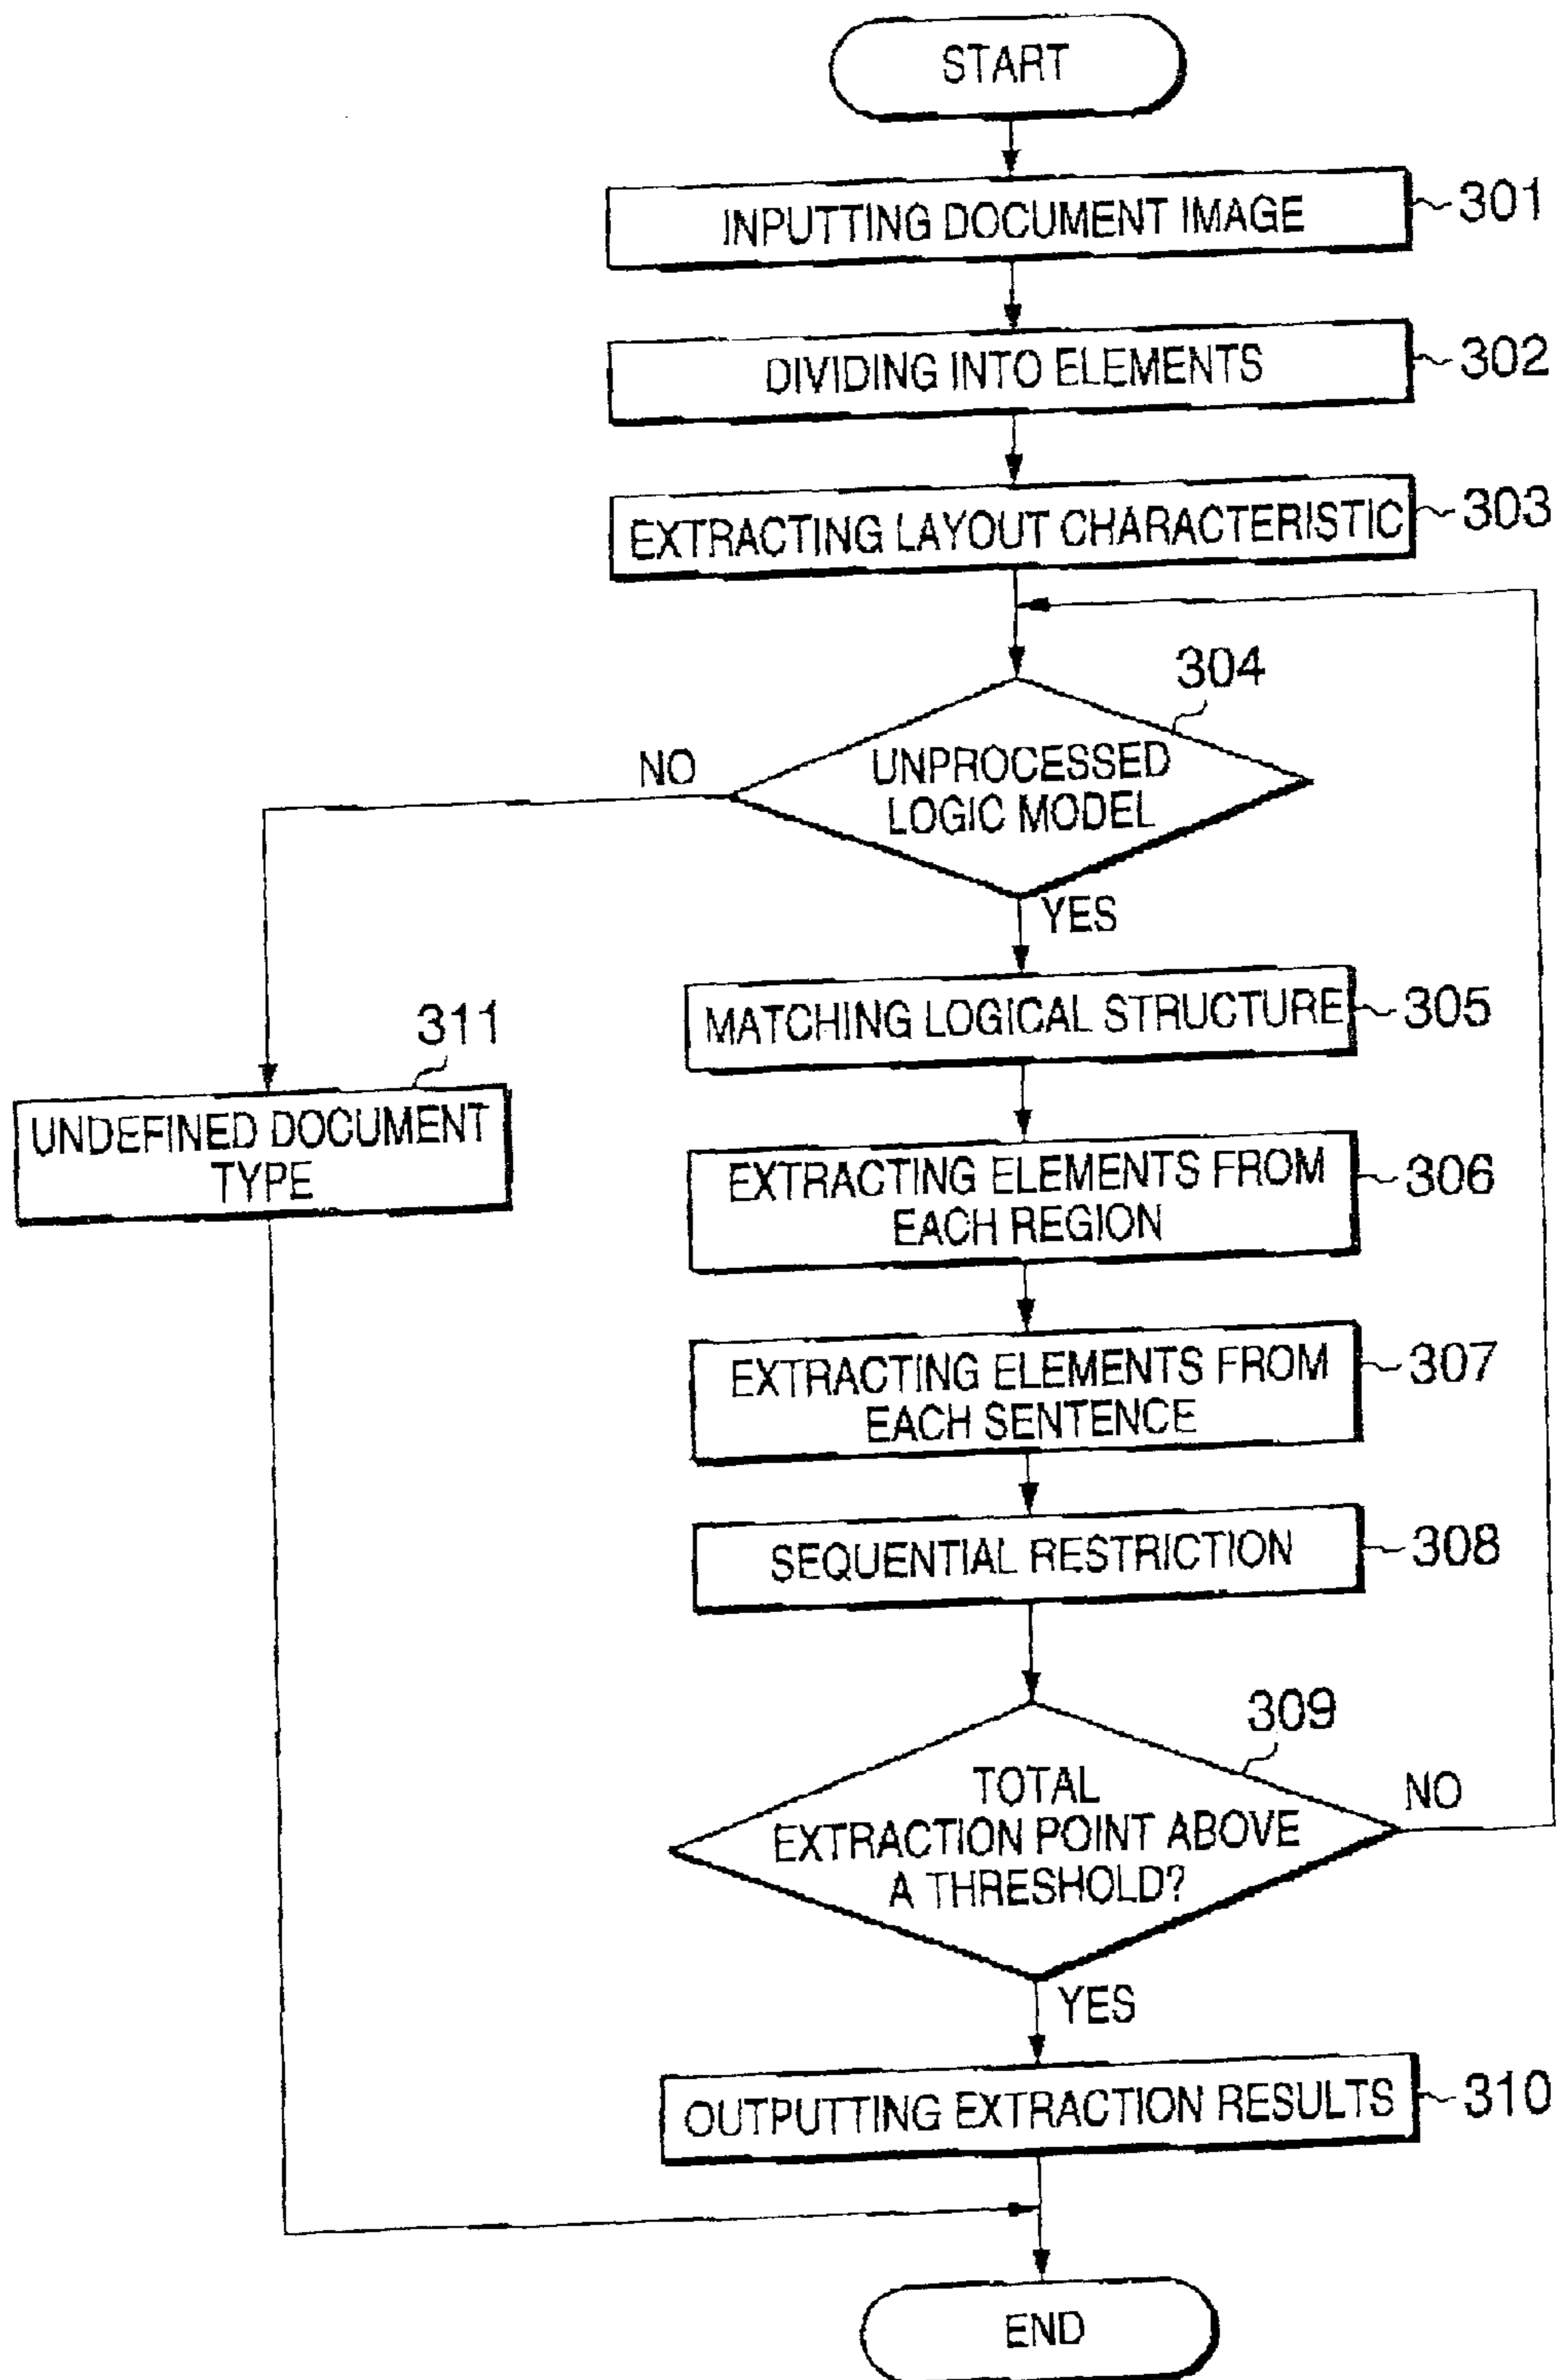 START
INPUTTING DOCUMENT IMAGE
301
DIVIDING INTO ELEMENTS
302
EXTRACTING LAYOUT CHARACTERISTIC
303
304
NO
UNPROCESSED
LOGIC MODEL
YES
MATCHING LOGICAL STRUCTURE
305
311
UNDEFINED DOCUMENT
TYPE
EXTRACTING ELEMENTS FROM
EACH REGION
306
EXTRACTING ELEMENTS FROM
EACH SENTENCE
307
SEQUENTIAL RESTRICTION
308
309
TOTAL
EXTRACTION POINT ABOVE
A THRESHOLD?
NO
YES
OUTPUTTING EXTRACTION RESULTS
310
END